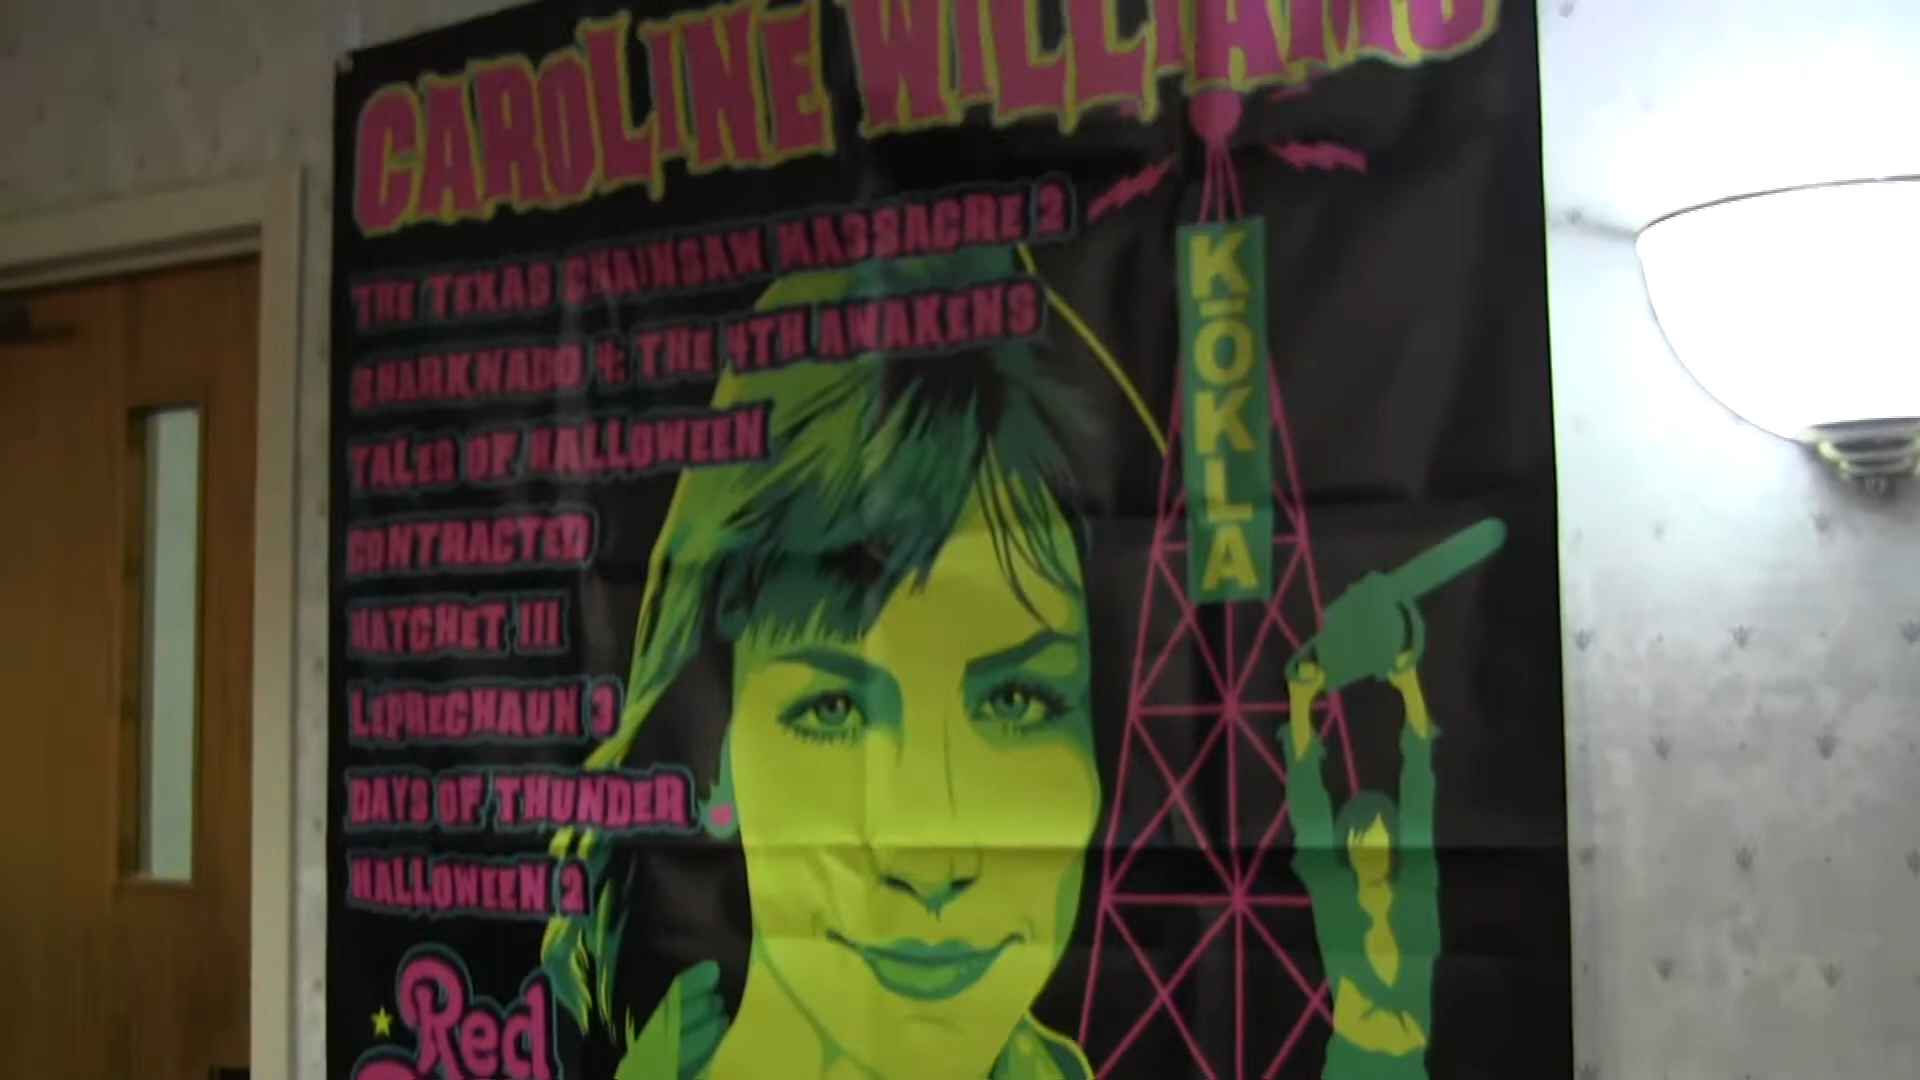 CAROLINE WILLIAMS
THE TEXAS CHAINSAW MASSACRE 2
SHARKNADO 4: THE 4TH AWAKENS
TALES OF HALLOWEEN
CONTRACTED
HATCHET III
LEPRECHAUN 3
DAYS OF THUNDER
HALLOWEEN 2
Red
K-OKLA